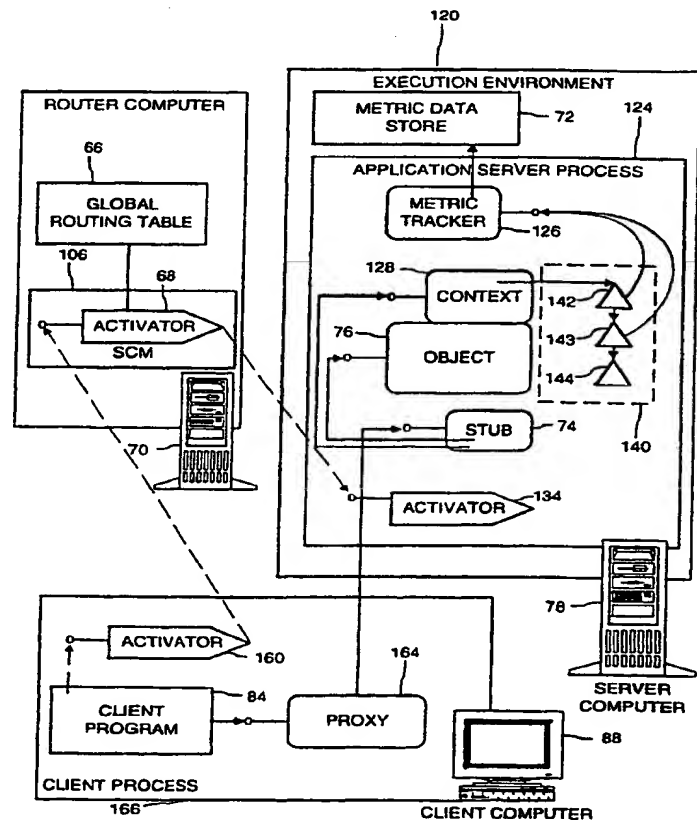 120
EXECUTION ENVIRONMENT
ROUTER COMPUTER
METRIC DATA
STORE
72
124
66
APPLICATION SERVER PROCESS
GLOBAL
ROUTING TABLE
METRIC
TRACKER
126
106
68
128
CONTEXT
142
ACTIVATOR
SCM
76
OBJECT
143
144
STUB
74
140
70
ACTIVATOR
134
78
ACTIVATOR
160
164
SERVER
COMPUTER
84
CLIENT
PROGRAM
PROXY
88
CLIENT PROCESS
166
CLIENT COMPUTER